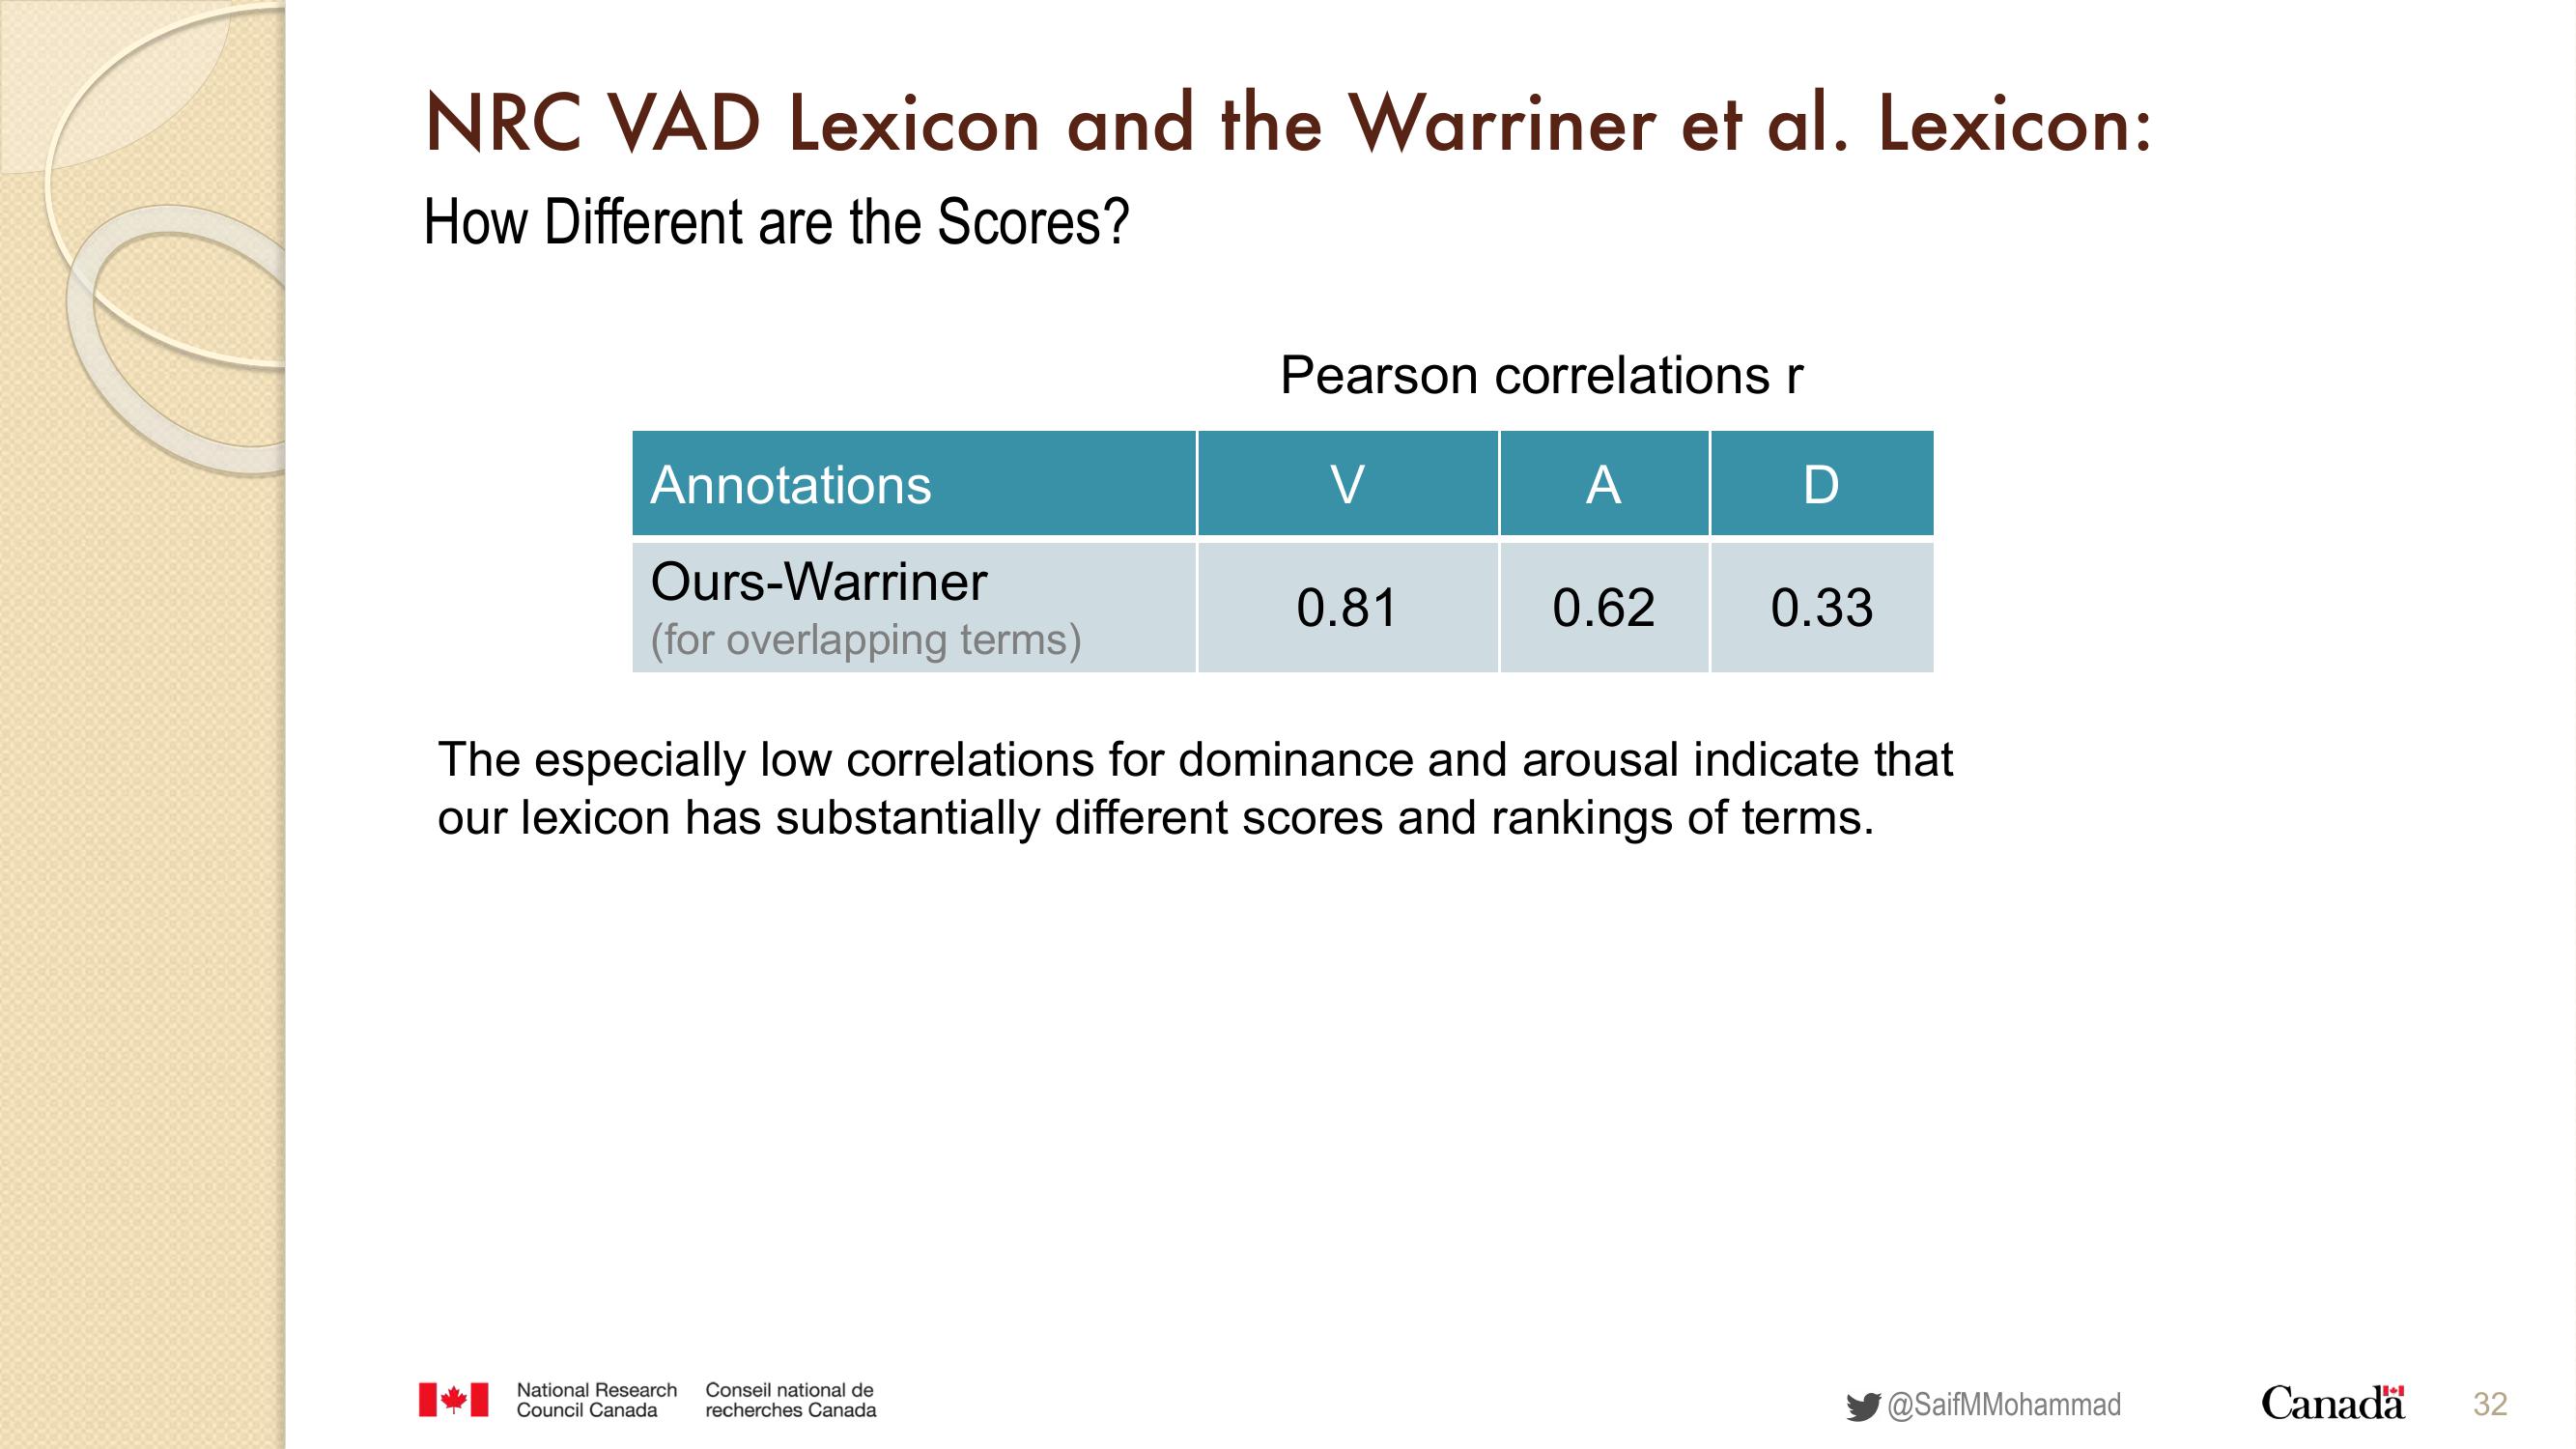 NRC VAD Lexicon and the Warriner et al. Lexicon:
How Different are the Scores?
Pearson correlations r
Annotations V A D
Ours-Warriner
(for overlapping terms) 0.81 0.62 0.33
The especially low correlations for dominance and arousal indicate that
our lexicon has substantially different scores and rankings of terms.
National Research Conseil national de
Council Canada recherches Canada
@SaifMMohammad
Canada
32